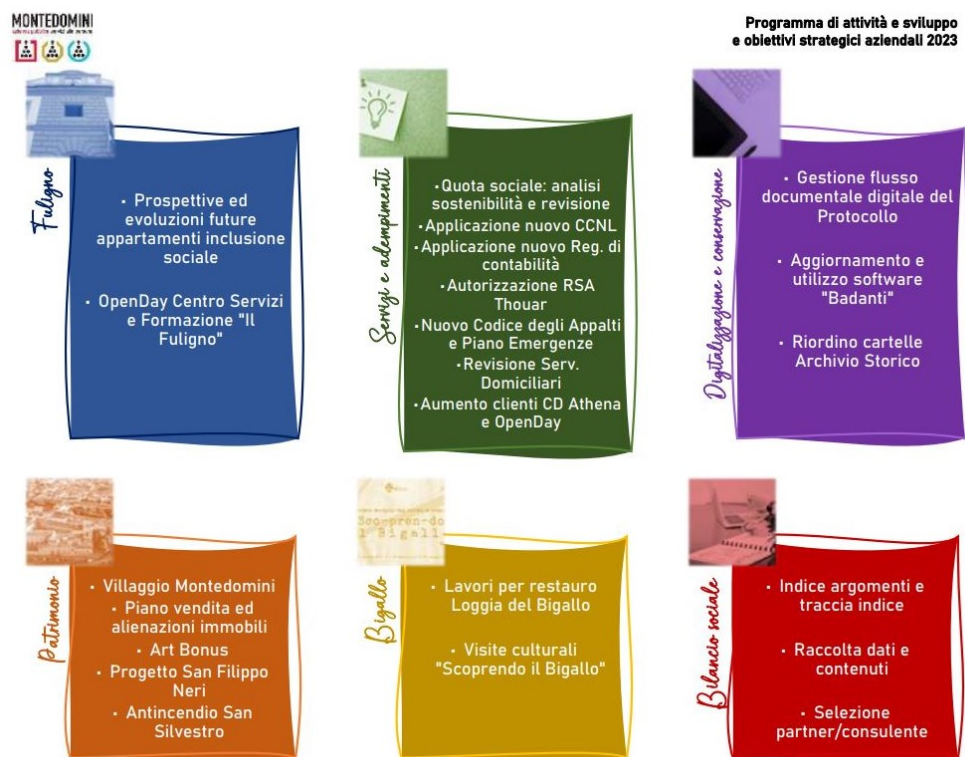 MONTEDOMINI
Programma di attività e sviluppo
e obiettivi strategici aziendali 2023
Fuligno
• Prospettive ed
evoluzioni future
appartamenti inclusione
sociale
• OpenDay Centro Servizi
e Formazione "Il
Fuligno"
Servizi e adempimenti
• Quota sociale: analisi
sostenibilità e revisione
• Applicazione nuovo CCNL
• Applicazione nuovo Reg. di
contabilità
• Autorizzazione RSA
Thouar
• Nuovo Codice degli Appalti
e Piano Emergenze
• Revisione Serv.
Domiciliari
• Aumento clienti CD Athena
e OpenDay
Digitalizzazione e conservazione
• Gestione flusso
documentale digitale del
Protocollo
• Aggiornamento e
utilizzo software
"Badanti"
• Riordino cartelle
Archivio Storico
Patrimonio
• Villaggio Montedomini
• Piano vendita ed
alienazioni immobili
• Art Bonus
• Progetto San Filippo
Neri
• Antincendio San
Silvestro
Sco-pren-do
l'Bigall
Bigallo
• Lavori per restauro
Loggia del Bigallo
• Visite culturali
"Scoprendo il Bigallo"
Bilancio sociale
• Indice argomenti e
traccia indice
• Raccolta dati e
contenuti
• Selezione
partner/consulente